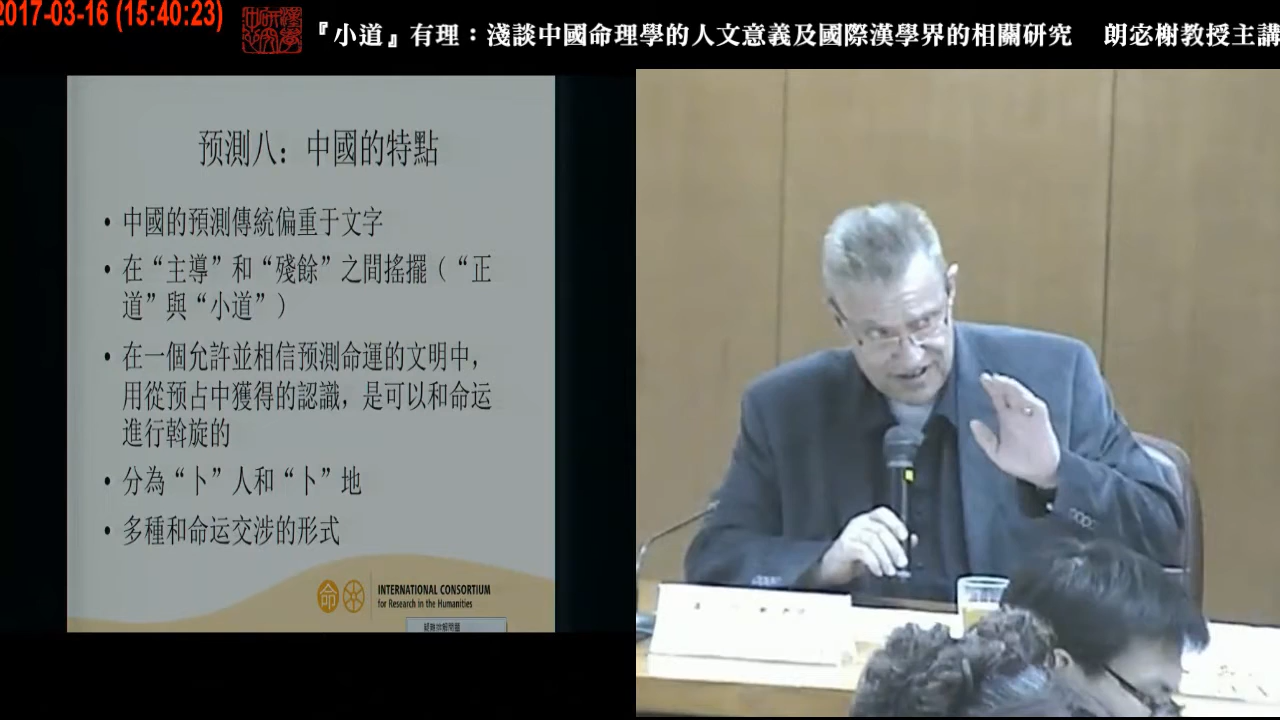 2017-03-16 (15:40:23)
『小道』有理：淺談中國命理學的人文意義及國際漢學界的相關研究 朗宓榭教授主講
预測八：中國的特點
• 中國的預測傳統偏重于文字
• 在“主導”和“殘餘”之間搖擺（“正
道”與“小道”）
• 在一個允許並相信预測命運的文明中，
用從预占中獲得的認識，是可以和命运
進行斡旋的
• 分為“卜”人和“卜”地
• 多種和命运交涉的形式
命
INTERNATIONAL CONSORTIUM
for Research in the Humanities